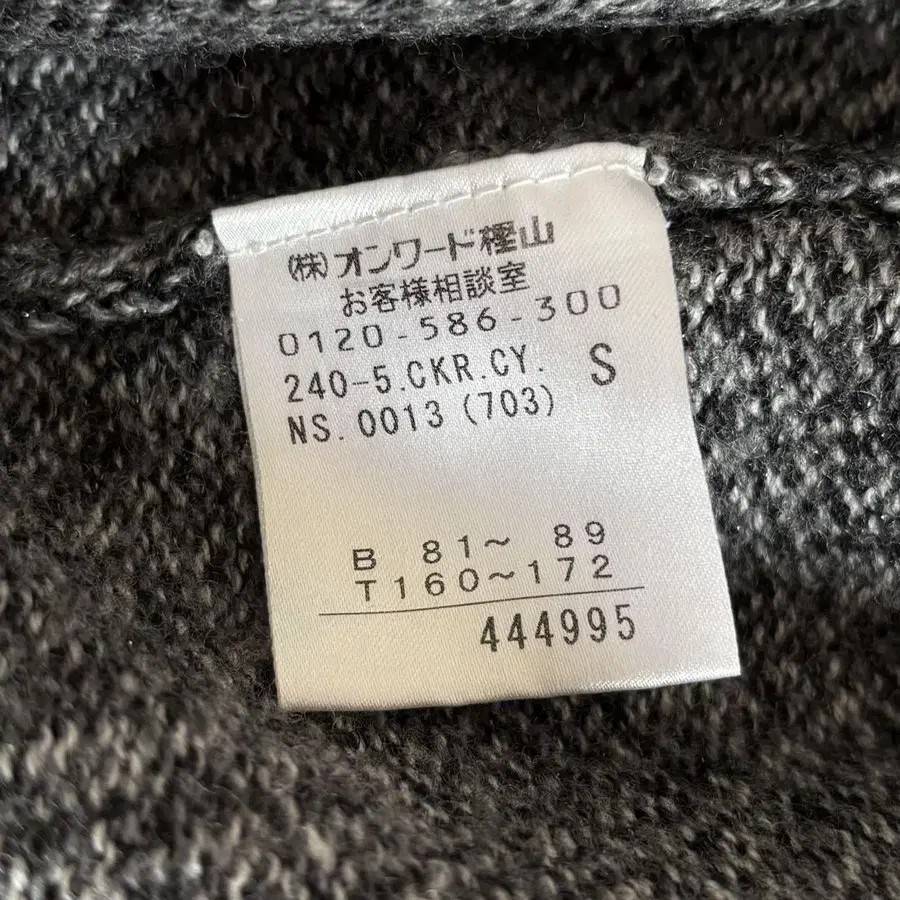 (株)オンワード樫山
お客様相談室
0120-586-300
240-5.CKR.CY. S
NS.0013(703)
B 81~ 89
T160~172
444995